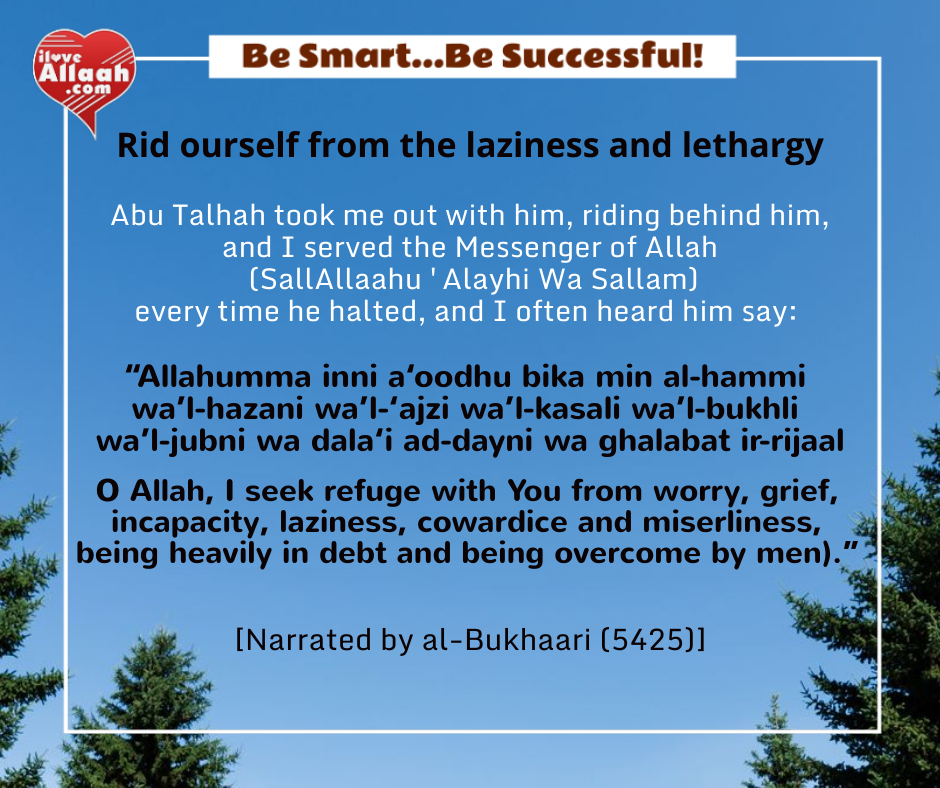 ilove
Allaah
.com
Be Smart...Be Successful!
Rid ourself from the laziness and lethargy
Abu Talhah took me out with him, riding behind him,
and I served the Messenger of Allah
(SallAllaahu ' Alayhi Wa Sallam)
every time he halted, and I often heard him say:
“Allahumma inni a‘oodhu bika min al-hammi
wa’l-hazani wa’l-‘ajzi wa’l-kasali wa’l-bukhli
wa’l-jubni wa dala‘i ad-dayni wa ghalabat ir-rijaal
O Allah, I seek refuge with You from worry, grief,
incapacity, laziness, cowardice and miserliness,
being heavily in debt and being overcome by men).”
[Narrated by al-Bukhaari (5425)]